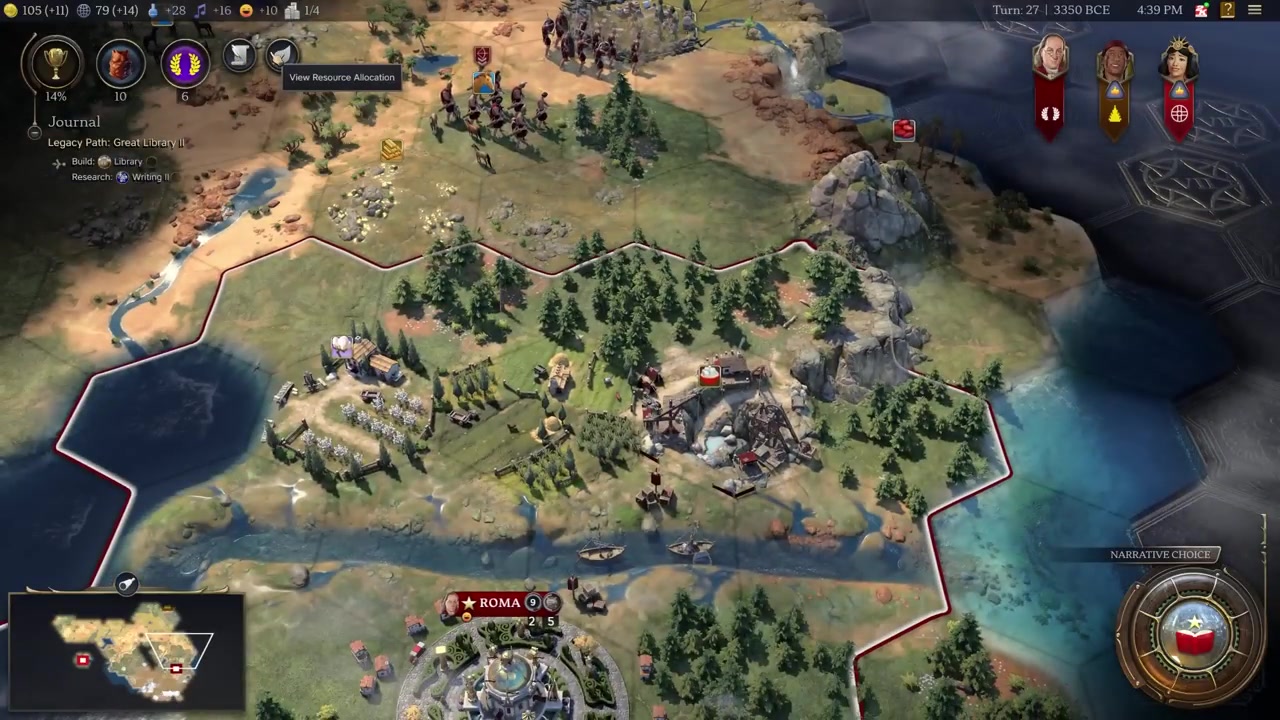 105 (+11) 79 (+14) +28 +16 +10 1/4
Turn: 27 | 3350 BCE 4:39 PM
?
View Resource Allocation
14% 10 6
Journal
Legacy Path: Great Library II
Build: Library
Research: Writing II
NARRATIVE CHOICE
ROMA 9
2 5